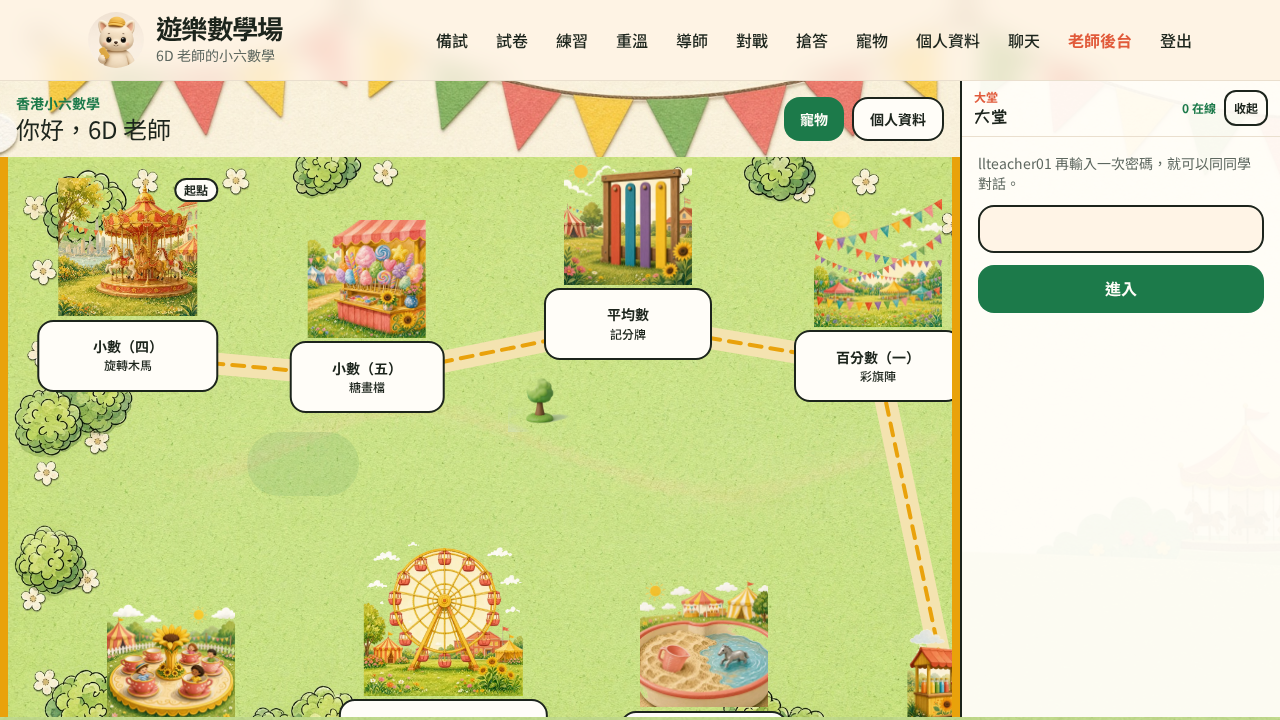 遊樂數學場
6D 老師的小六數學
備試
試卷
練習
重溫
導師
對戰
搶答
寵物
個人資料
聊天
老師後台
登出
香港小六數學
你好，6D 老師
寵物
個人資料
大堂
大堂
0 在線
收起
llteacher01 再輸入一次密碼，就可以同同學
對話。
進入
起點
小數（四）
旋轉木馬
小數（五）
糖畫檔
平均數
記分牌
百分數（一）
彩旗陣